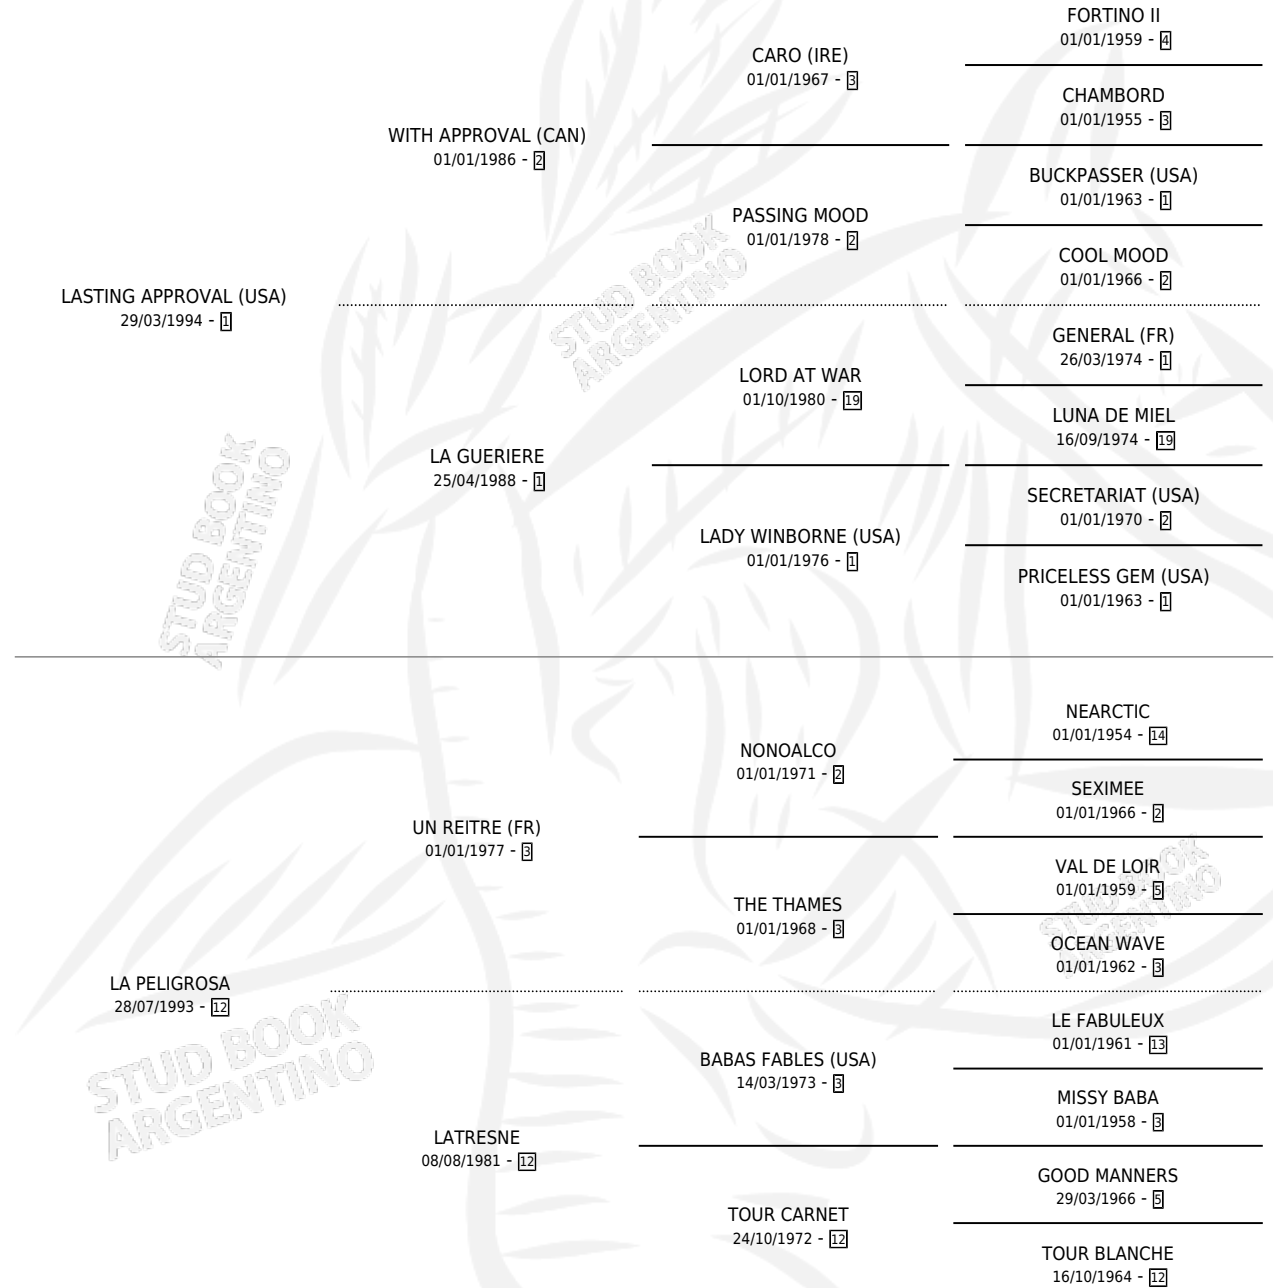 FORTINO II
01/01/1959 - 4
CARO (IRE)
01/01/1967 - 3
CHAMBORD
01/01/1955 - 3
WITH APPROVAL (CAN)
01/01/1986 - 2
BUCKPASSER (USA)
01/01/1963 - 1
PASSING MOOD
01/01/1978 - 2
COOL MOOD
01/01/1966 - 2
LASTING APPROVAL (USA)
29/03/1994 - 1
STUD BOOK
ARGENTINO
GENERAL (FR)
26/03/1974 - 1
LORD AT WAR
01/10/1980 - 19
LUNA DE MIEL
16/09/1974 - 19
LA GUERIERE
25/04/1988 - 1
SECRETARIAT (USA)
01/01/1970 - 2
LADY WINBORNE (USA)
01/01/1976 - 1
PRICELESS GEM (USA)
01/01/1963 - 1
STUD BOOK
ARGENTINO
NEARCTIC
01/01/1954 - 14
NONOALCO
01/01/1971 - 2
SEXIMEE
01/01/1966 - 2
UN REITRE (FR)
01/01/1977 - 3
VAL DE LOIR
01/01/1959 - 5
THE THAMES
01/01/1968 - 3
OCEAN WAVE
01/01/1962 - 3
STUD BOOK
ARGENTINO
LA PELIGROSA
28/07/1993 - 12
LE FABULEUX
01/01/1961 - 13
BABAS FABLES (USA)
14/03/1973 - 3
MISSY BABA
01/01/1958 - 3
STUD BOOK
ARGENTINO
LATRESNE
08/08/1981 - 12
GOOD MANNERS
29/03/1966 - 5
TOUR CARNET
24/10/1972 - 12
TOUR BLANCHE
16/10/1964 - 12